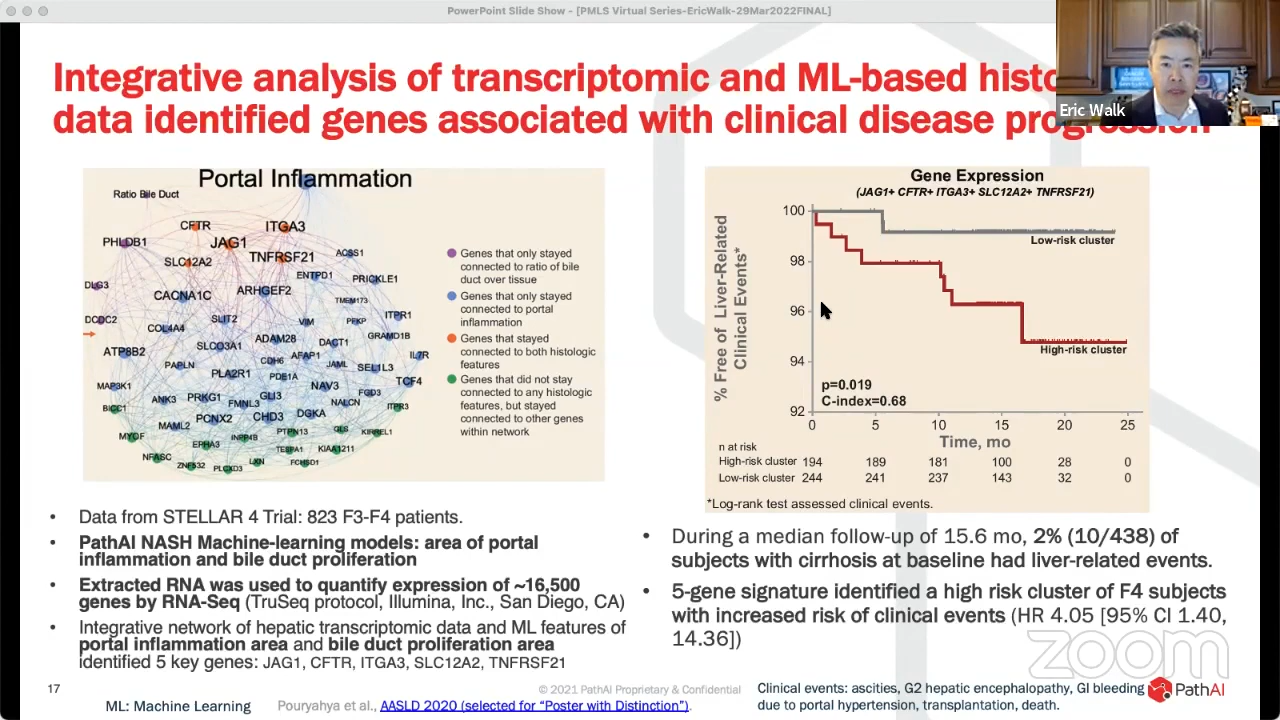 PowerPoint Slide Show - [PMLS Virtual Series-EricWalk-29Mar2022FINAL]
Eric Walk
Integrative analysis of transcriptomic and ML-based histo
data identified genes associated with clinical disease progression
Portal Inflammation
Ratio Bile Duct
CFTR
ITGA3
PHLDB1
JAG1
ACSS1
SLC12A2
TNFRSF21
ENTPD1
PRICKLE1
DLG3
CACNA1C
ARHGEF2
TMEM173
DCDC2
SLIT2
VIM
PFKP
ITPR1
COL4A4
ADAM28
DACT1
GRAMD1B
ATP8B2
SLCO3A1
CDH6
AFAP1
IL7R
PAPLN
PLA2R1
PDE1A
JAML
SEL1L3
TCF4
MAP3K1
NAV3
ANK3
PRKG1
GLI3
FGD3
BICC1
FMNL3
NALCN
ITPR3
MAML2
PCNX2
CHD3
DGKA
MYOF
PTPN13
GLS
KIRREL1
EPHA3
INPP4B
TESPA1
KIAA1211
NFASC
ZNF532
PLCXD3
LXN
FCHSD1
Genes that only stayed
connected to ratio of bile
duct over tissue
Genes that only stayed
connected to portal
inflammation
Genes that stayed
connected to both histologic
features
Genes that did not stay
connected to any histologic
features, but stayed
connected to other genes
within network
Gene Expression
(JAG1+ CFTR+ ITGA3+ SLC12A2+ TNFRSF21)
% Free of Liver-Related
Clinical Events*
100
98
96
94
92
Low-risk cluster
High-risk cluster
p=0.019
C-index=0.68
0 5 10 15 20 25
Time, mo
n at risk
High-risk cluster 194 189 181 100 28 0
Low-risk cluster 244 241 237 143 32 0
*Log-rank test assessed clinical events.
• Data from STELLAR 4 Trial: 823 F3-F4 patients.
• PathAI NASH Machine-learning models: area of portal
inflammation and bile duct proliferation
• Extracted RNA was used to quantify expression of ~16,500
genes by RNA-Seq (TruSeq protocol, Illumina, Inc., San Diego, CA)
• Integrative network of hepatic transcriptomic data and ML features of
portal inflammation area and bile duct proliferation area
identified 5 key genes: JAG1, CFTR, ITGA3, SLC12A2, TNFRSF21
• During a median follow-up of 15.6 mo, 2% (10/438) of
subjects with cirrhosis at baseline had liver-related events.
• 5-gene signature identified a high risk cluster of F4 subjects
with increased risk of clinical events (HR 4.05 [95% CI 1.40,
14.36])
zoom
17
ML: Machine Learning
© 2021 PathAI Proprietary & Confidential
Pouryahya et al., AASLD 2020 (selected for “Poster with Distinction”).
Clinical events: ascities, G2 hepatic encephalopathy, GI bleeding
due to portal hypertension, transplantation, death.
PathAI